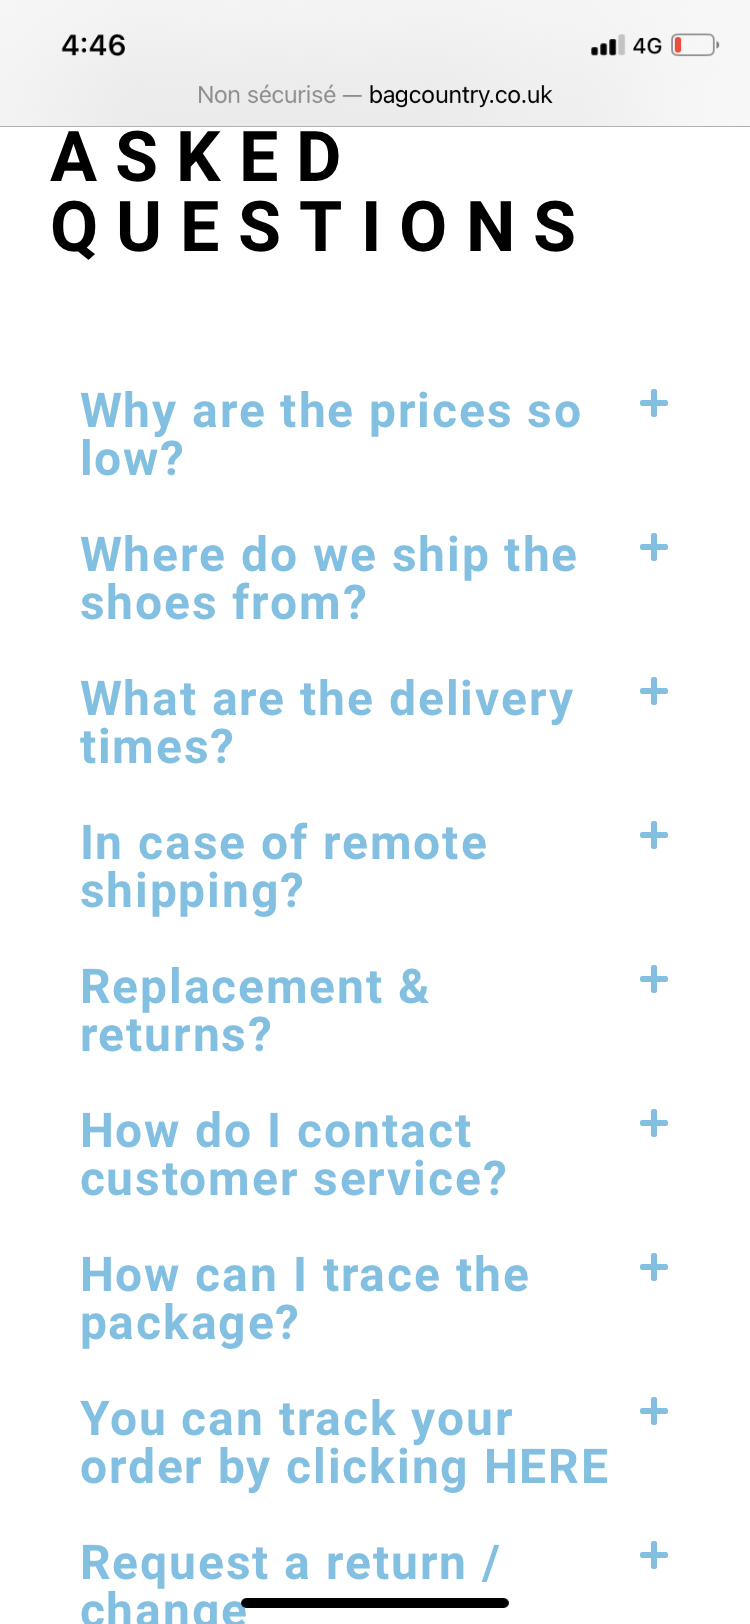 4:46
4G
Non sécurisé — bagcountry.co.uk
ASKED
QUESTIONS
Why are the prices so
low?
Where do we ship the
shoes from?
What are the delivery
times?
In case of remote
shipping?
Replacement &
returns?
How do I contact
customer service?
How can I trace the
package?
You can track your
order by clicking HERE
Request a return /
change